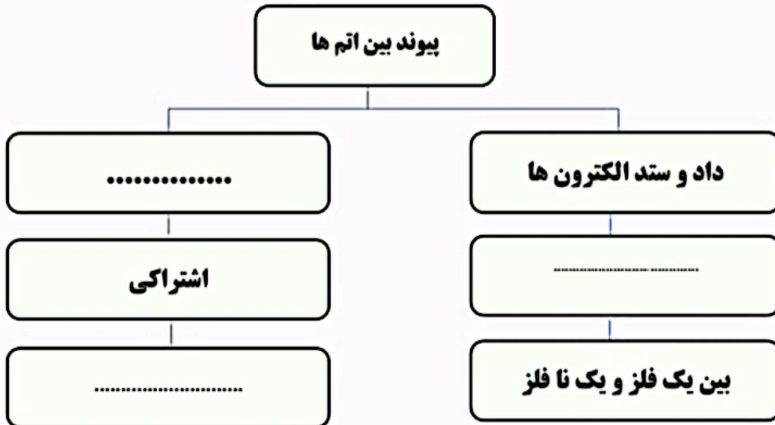 پیوند بین اتم ها
داد و ستد الکترون ها
..............
................................
اشتراکی
بین یک فلز و یک نا فلز
............................